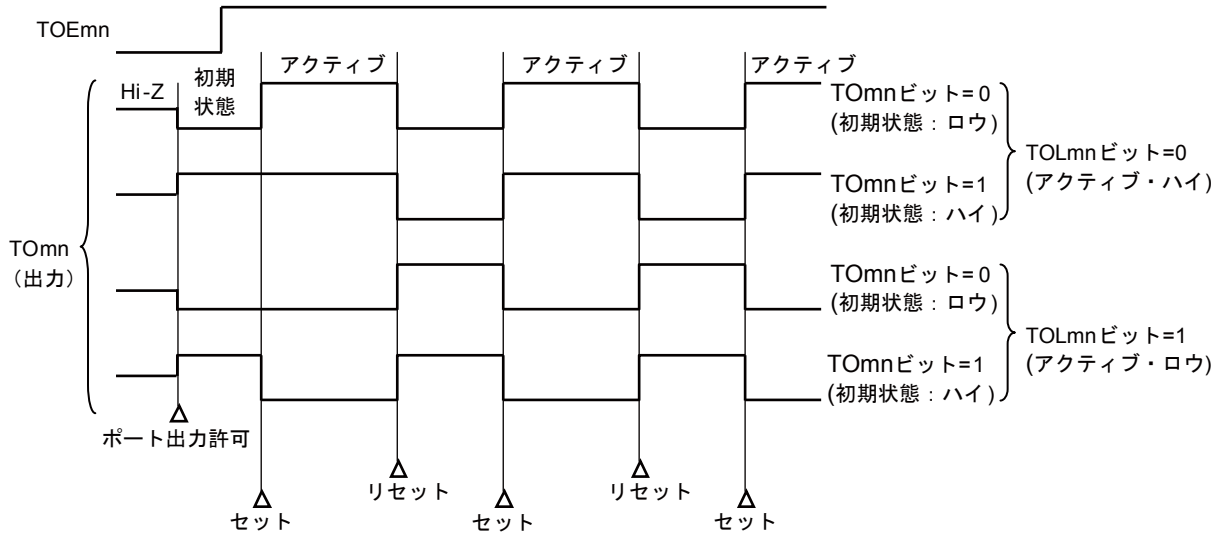 TOEmn
アクティブ
アクティブ
アクティブ
初期
状態
Hi-Z
TOmnビット=0
(初期状態：ロウ)
TOmnビット=1
(初期状態：ハイ)
TOLmnビット=0
(アクティブ・ハイ)
TOmn
（出力）
TOmnビット=0
(初期状態：ロウ)
TOmnビット=1
(初期状態：ハイ)
TOLmnビット=1
(アクティブ・ロウ)
ポート出力許可
リセット
リセット
セット
セット
セット